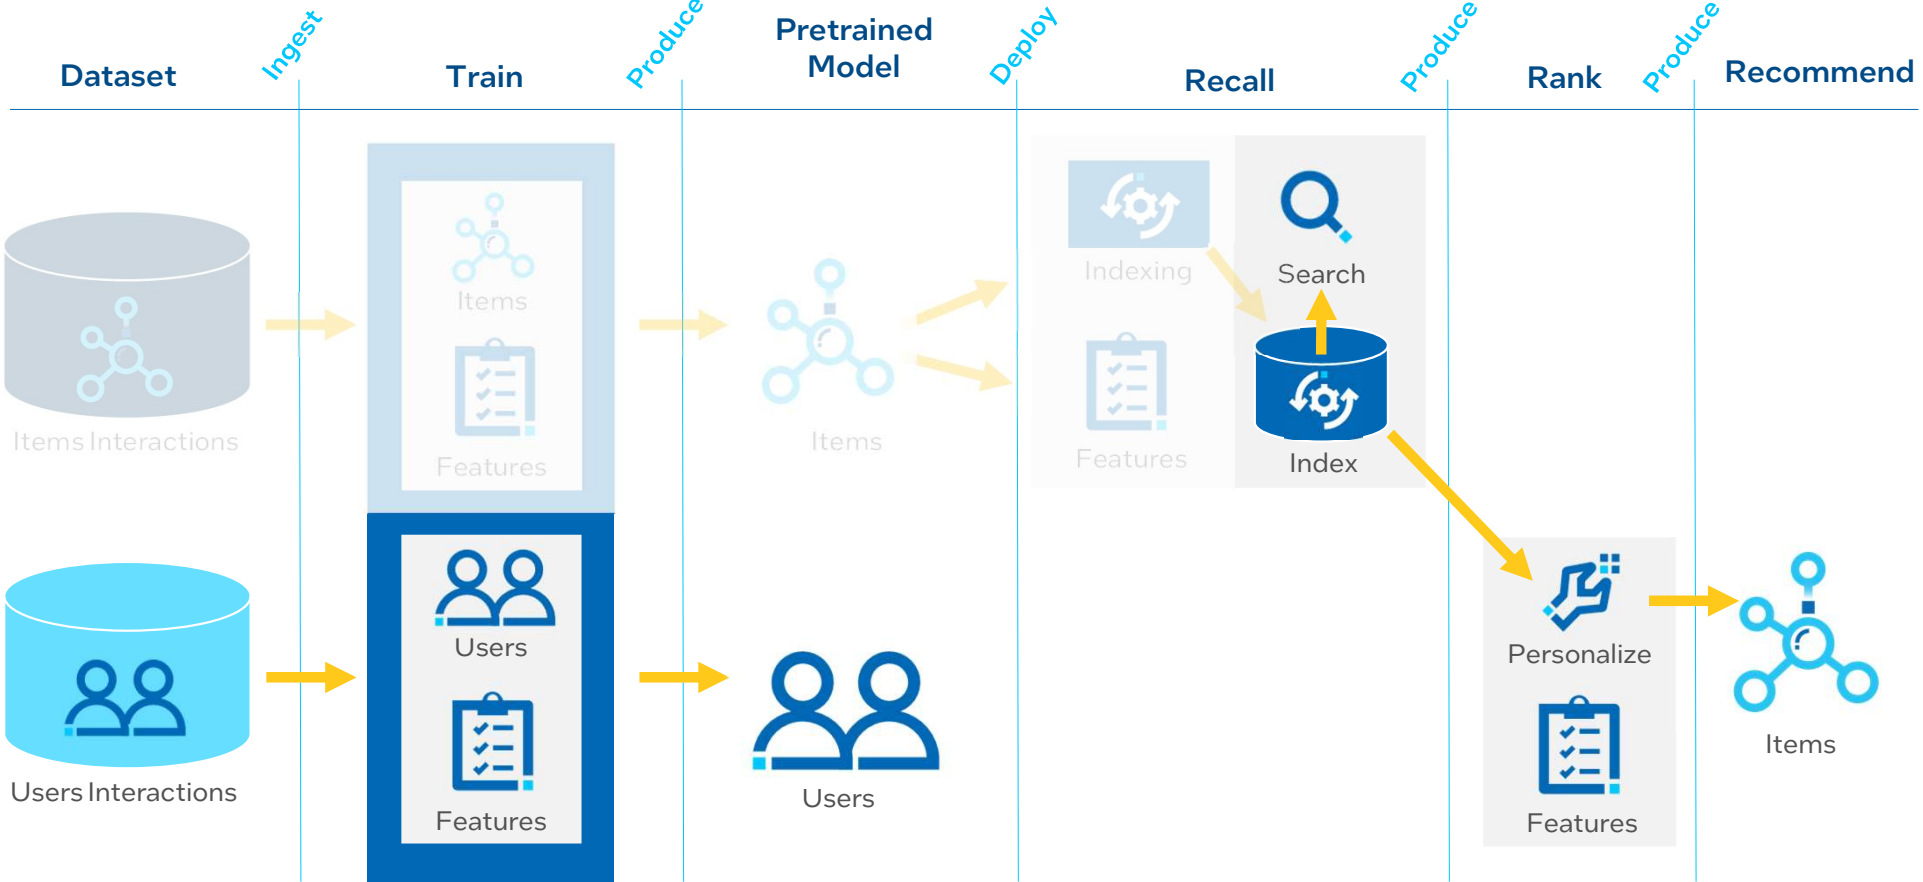 Dataset
Ingest
Train
Produce
Pretrained
Model
Deploy
Recall
Produce
Rank
Produce
Recommend
Items Interactions
Items
Features
Items
Indexing
Features
Search
Index
Users Interactions
Users
Features
Users
Personalize
Features
Items